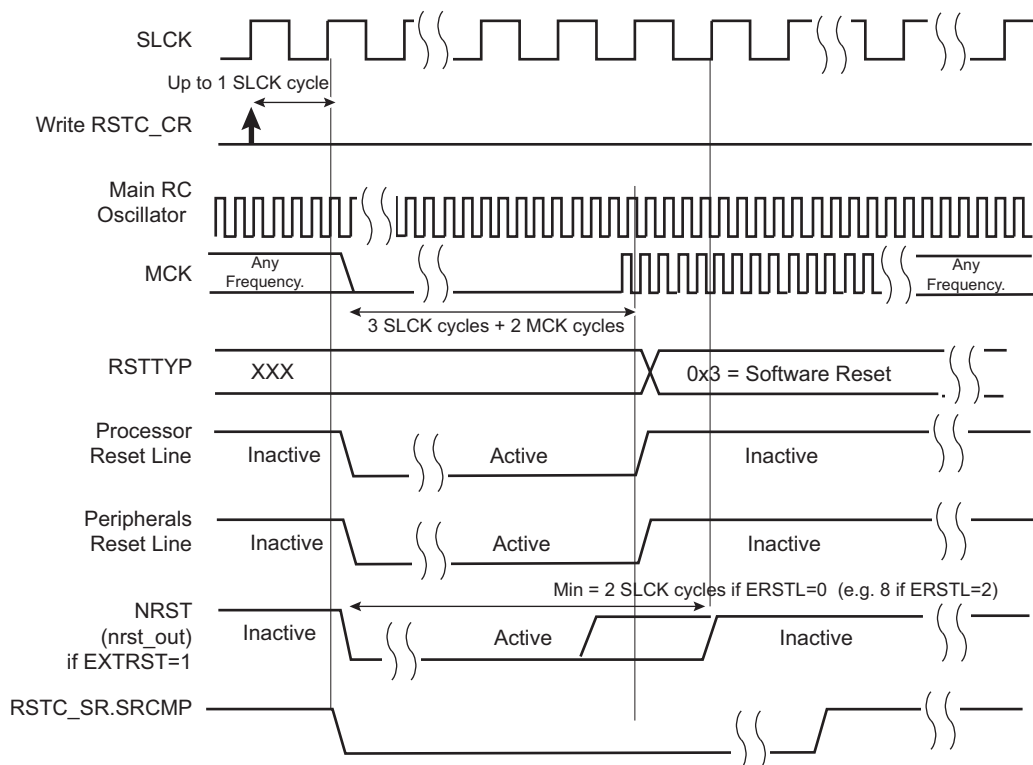 SLCK
Up to 1 SLCK cycle
Write RSTC_CR
Main RC
Oscillator
MCK
Any
Frequency.
Any
Frequency.
3 SLCK cycles + 2 MCK cycles
RSTTYP
XXX
0x3 = Software Reset
Processor
Reset Line
Inactive
Active
Inactive
Peripherals
Reset Line
Inactive
Active
Inactive
Min = 2 SLCK cycles if ERSTL=0 (e.g. 8 if ERSTL=2)
NRST
(nrst_out)
if EXTRST=1
Inactive
Active
Inactive
RSTC_SR.SRCMP